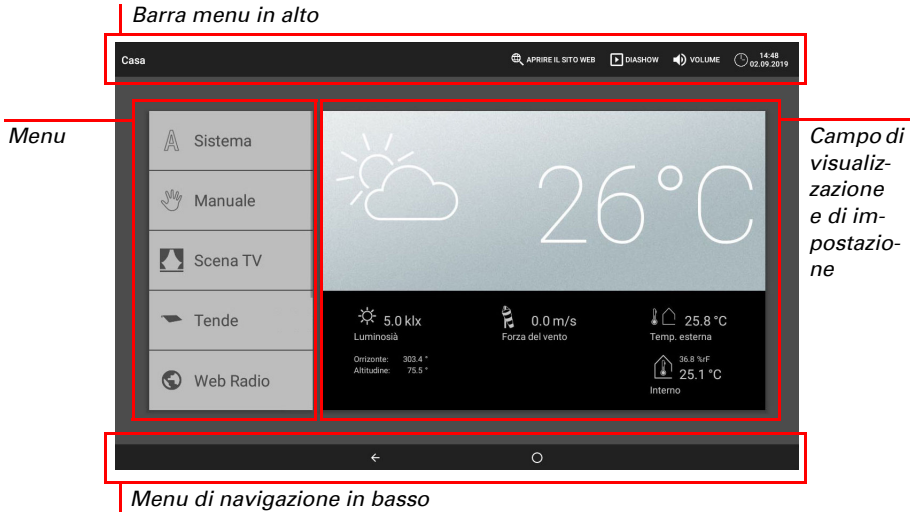 Barra menu in alto
Casa
APRIRE IL SITO WEB
DIASHOW
VOLUME
14:48
02.09.2019
Menu
Sistema
Manuale
Scena TV
Tende
Web Radio
26°C
5.0 klx
Luminosià
Orrizonte: 303.4 °
Altitudine: 75.5 °
0.0 m/s
Forza del vento
25.8 °C
Temp. esterna
36.8 %rF
25.1 °C
Interno
Campo di
visualiz-
zazione
e di im-
postazio-
ne
Menu di navigazione in basso